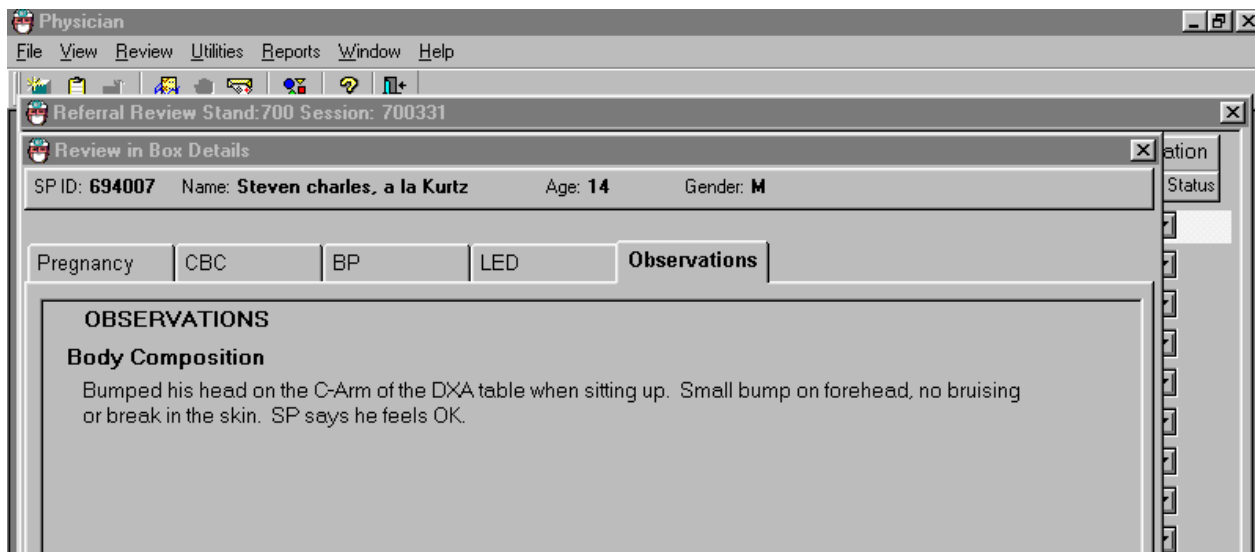 Physician
File View Review Utilities Reports Window Help
Referral Review Stand:700 Session: 700331
Review in Box Details
ation
SP ID: 694007 Name: Steven charles, a la Kurtz Age: 14 Gender: M
Status
Pregnancy CBC BP LED Observations
OBSERVATIONS
Body Composition
Bumped his head on the C-Arm of the DXA table when sitting up. Small bump on forehead, no bruising
or break in the skin. SP says he feels OK.